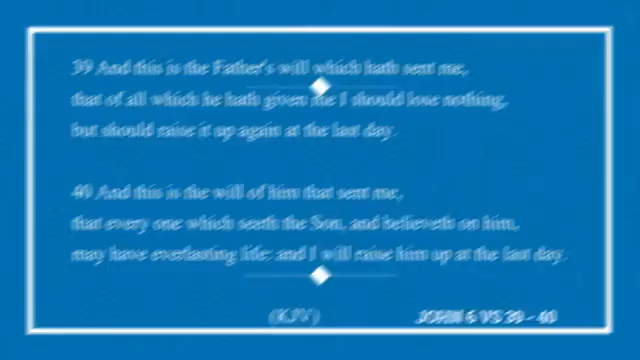 39 And this is the Father's will which hath sent me,
that of all which he hath given me I should lose nothing,
but should raise it up again at the last day.
40 And this is the will of him that sent me,
that every one which seeth the Son, and believeth on him,
may have everlasting life: and I will raise him up at the last day.
(KJV)
JOHN 6 VS 39 - 40